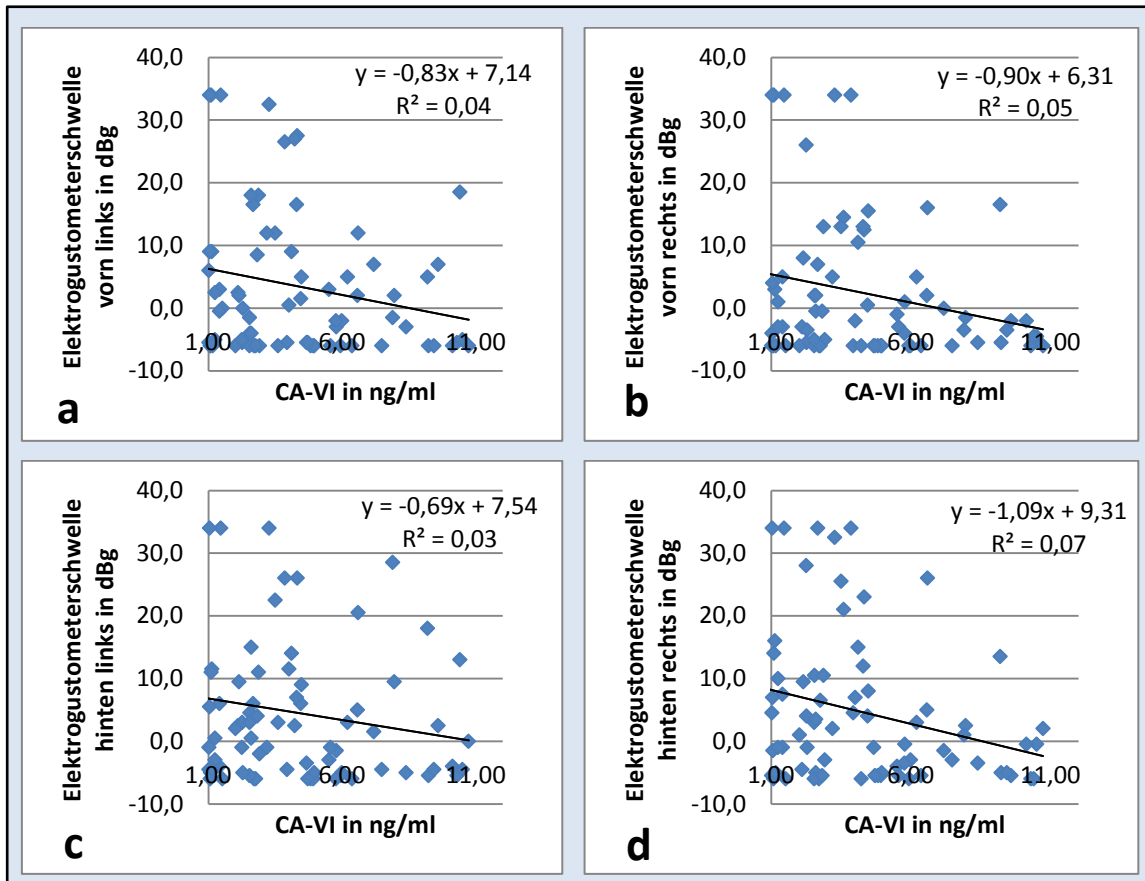 Elektrogustometerschwelle
vorn links in dBg
40,0
30,0
20,0
10,0
0,0
-10,0
y = -0,83x + 7,14
R² = 0,04
1,00
6,00
11,00
CA-VI in ng/ml
a
Elektrogustometerschwelle
vorn rechts in dBg
40,0
30,0
20,0
10,0
0,0
-10,0
y = -0,90x + 6,31
R² = 0,05
1,00
6,00
11,00
CA-VI in ng/ml
b
Elektrogustometerschwelle
hinten links in dBg
40,0
30,0
20,0
10,0
0,0
-10,0
y = -0,69x + 7,54
R² = 0,03
1,00
6,00
11,00
CA-VI in ng/ml
c
Elektrogustometerschwelle
hinten rechts in dBg
40,0
30,0
20,0
10,0
0,0
-10,0
y = -1,09x + 9,31
R² = 0,07
1,00
6,00
11,00
CA-VI in ng/ml
d